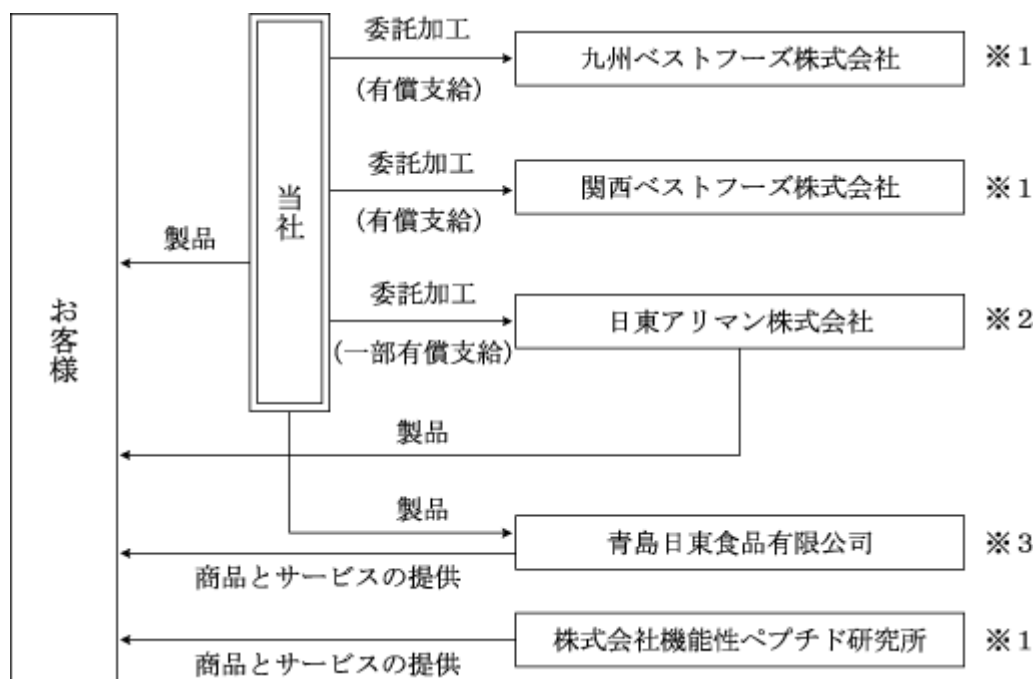 委託加工
九州ベストフーズ株式会社
※1
(有償支給)
委託加工
関西ベストフーズ株式会社
※1
(有償支給)
当社
製品
委託加工
日東アリマン株式会社
※2
(一部有償支給)
お客様
製品
製品
青島日東食品有限公司
※3
商品とサービスの提供
株式会社機能性ペプチド研究所
※1
商品とサービスの提供